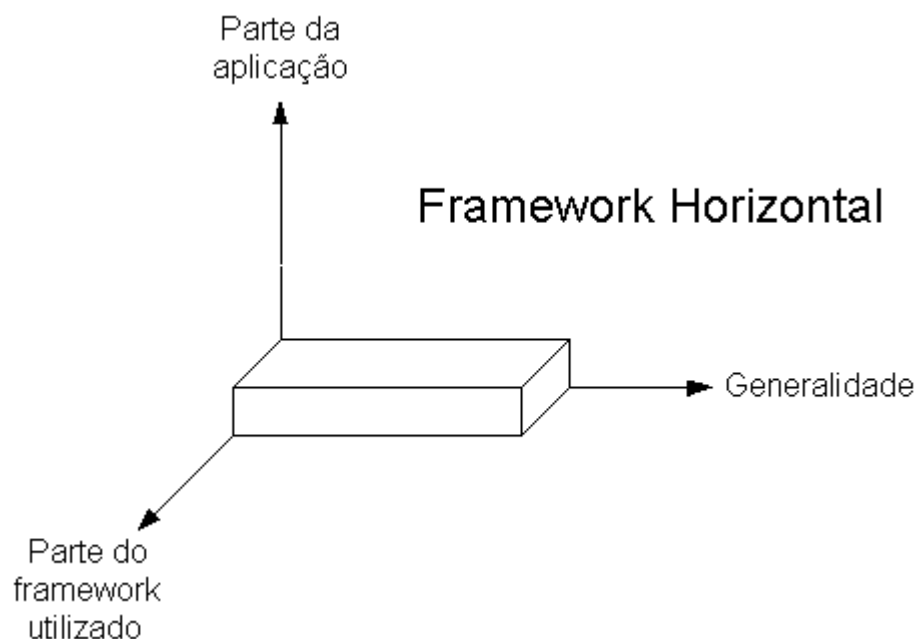 Parte da
aplicação
Framework Horizontal
Generalidade
Parte do
framework
utilizado